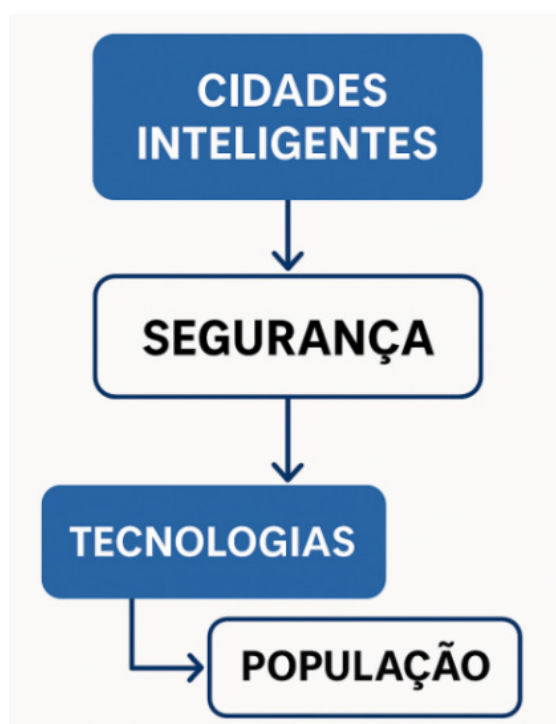 CIDADES
INTELIGENTES
SEGURANÇA
TECNOLOGIAS
POPULAÇÃO